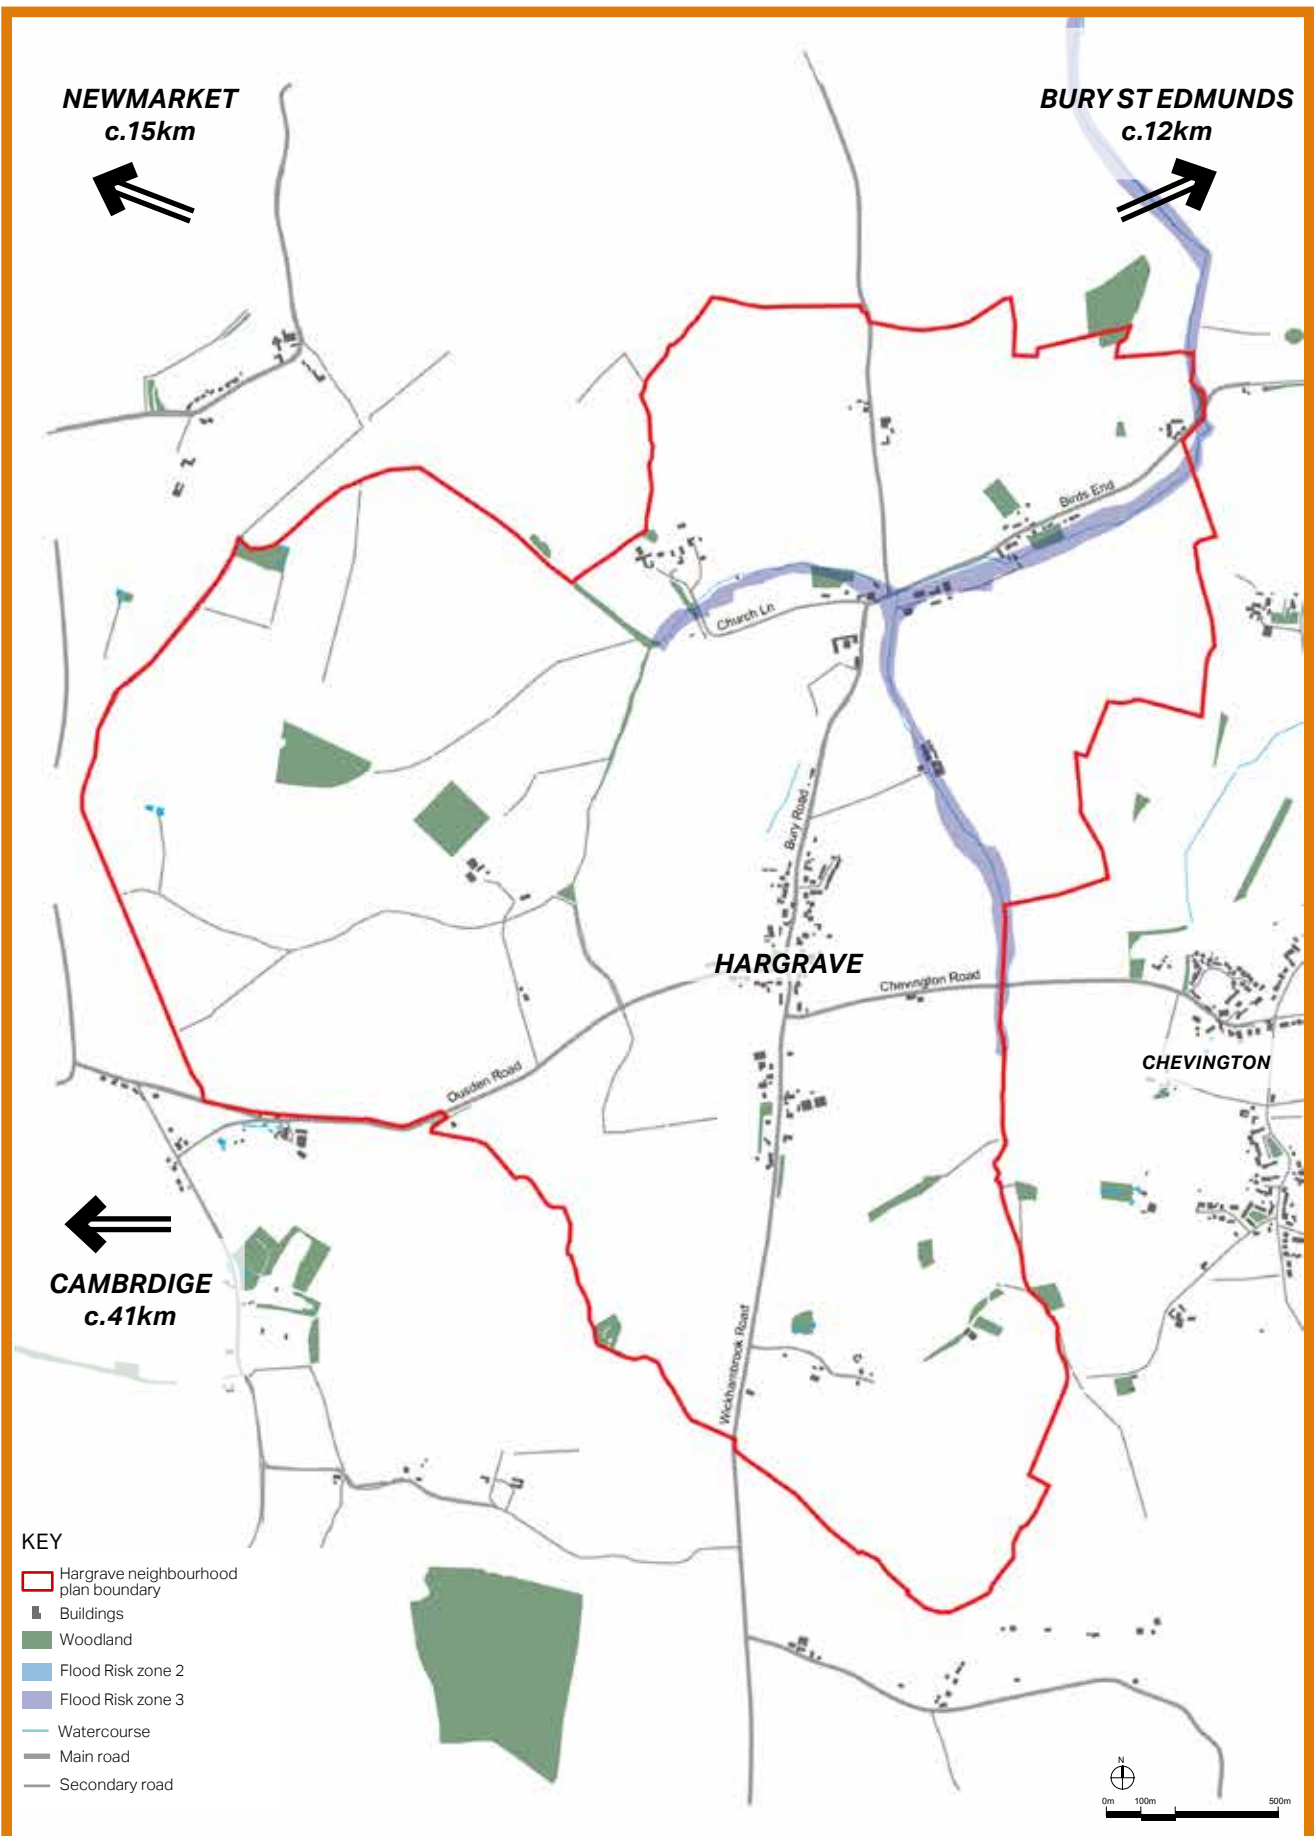 NEWMARKET
c.15km
BURY ST EDMUNDS
c.12km
Birds End
Church Ln
Bury Road
HARGRAVE
Chevington Road
CHEVINGTON
Ousden Road
CAMBRDIGE
c.41km
Wickhambrook Road
KEY
Hargrave neighbourhood
plan boundary
Buildings
Woodland
Flood Risk zone 2
Flood Risk zone 3
Watercourse
Main road
Secondary road
N
0m 100m 500m